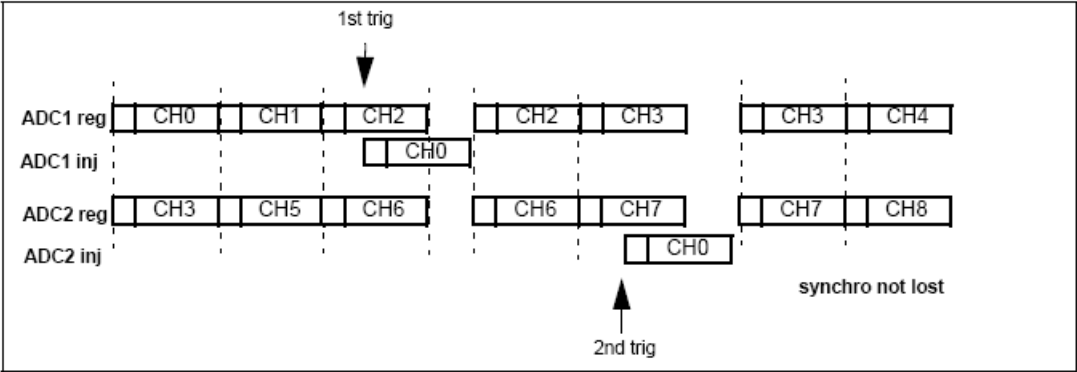 1st trig
ADC1 reg CH0 CH1 CH2 CH2 CH3 CH3 CH4
ADC1 inj CH0
ADC2 reg CH3 CH5 CH6 CH6 CH7 CH7 CH8
ADC2 inj CH0
synchro not lost
2nd trig